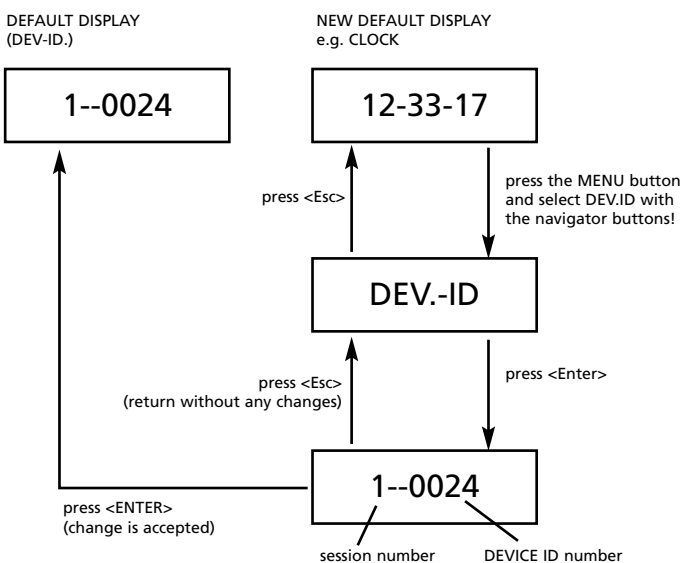 DEFAULT DISPLAY
(DEV-ID.)
NEW DEFAULT DISPLAY
e.g. CLOCK
1--0024
12-33-17
press <Esc>
press the MENU button
and select DEV.ID with
the navigator buttons!
DEV.-ID
press <Esc>
(return without any changes)
press <Enter>
1--0024
press <ENTER>
(change is accepted)
session number
DEVICE ID number